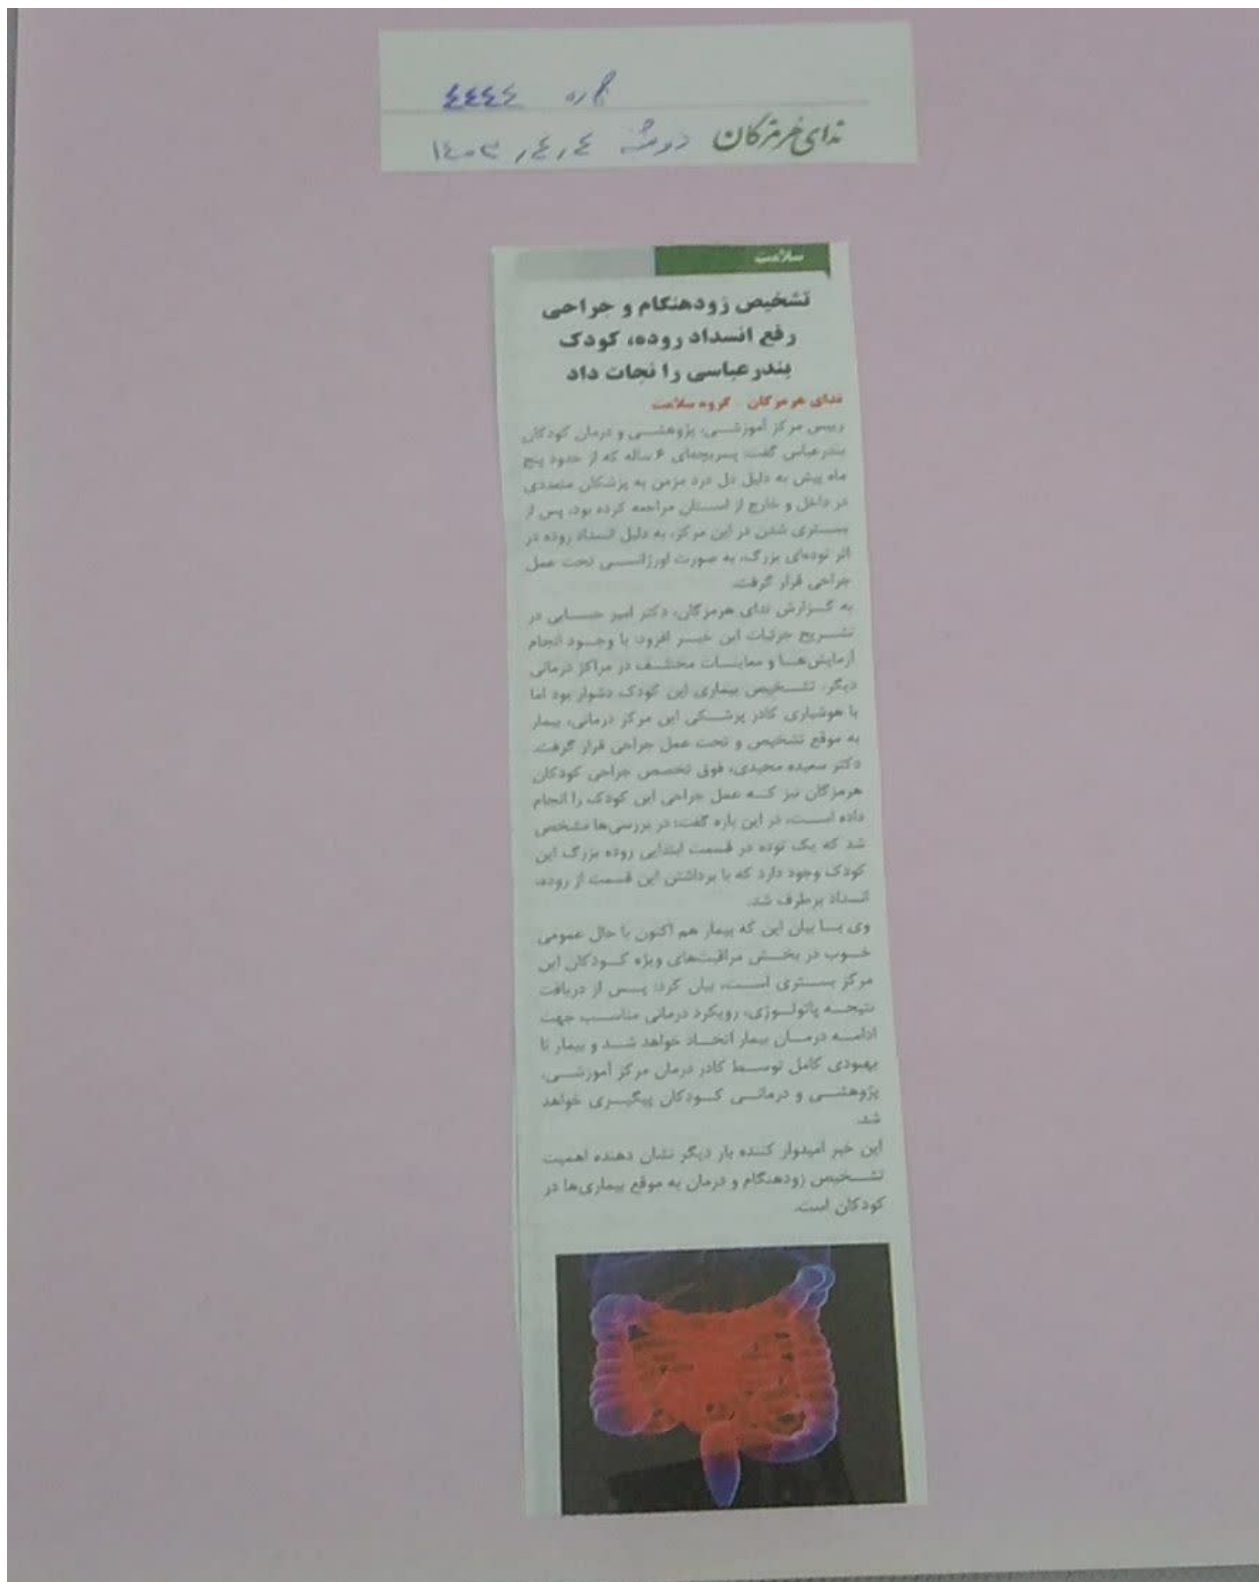 شماره ٤٤٤٤
ندای هرمزگان دوشنبه ١٤٠٣٫٤٫٤
سلامت
تشخیص زودهنگام و جراحی
رفع انسداد روده، کودک
بندرعباسی را نجات داد
ندای هرمزگان - گروه سلامت
رییس مرکز آموزشی، پژوهشی و درمان کودکان
بندرعباس گفت: پسربچه‌ای ۶ ساله که از حدود پنج
ماه پیش به دلیل دل درد مزمن به پزشکان متعددی
در داخل و خارج از استان مراجعه کرده بود، پس از
بستری شدن در این مرکز، به دلیل انسداد روده در
اثر توده‌ای بزرگ، به صورت اورژانسی تحت عمل
جراحی قرار گرفت.
به گزارش ندای هرمزگان، دکتر امیر حسابی در
تشریح جزئیات این خبر افزود: با وجود انجام
آزمایش‌ها و معاینات مختلف در مراکز درمانی
دیگر، تشخیص بیماری این کودک دشوار بود اما
با هوشیاری کادر پزشکی این مرکز درمانی، بیمار
به موقع تشخیص و تحت عمل جراحی قرار گرفت.
دکتر سعیده مجیدی، فوق تخصص جراحی کودکان
هرمزگان نیز که عمل جراحی این کودک را انجام
داده است، در این باره گفت: در بررسی‌ها مشخص
شد که یک توده در قسمت ابتدایی روده بزرگ این
کودک وجود دارد که با برداشتن این قسمت از روده،
انسداد برطرف شد.
وی با بیان این که بیمار هم اکنون با حال عمومی
خوب در بخش مراقبت‌های ویژه کودکان این
مرکز بستری است، بیان کرد: پس از دریافت
نتیجه پاتولوژی، رویکرد درمانی مناسب جهت
ادامه درمان بیمار اتخاذ خواهد شد و بیمار تا
بهبودی کامل توسط کادر درمان مرکز آموزشی،
پژوهشی و درمانی کودکان پیگیری خواهد
شد.
این خبر امیدوار کننده بار دیگر نشان دهنده اهمیت
تشخیص زودهنگام و درمان به موقع بیماری‌ها در
کودکان است.